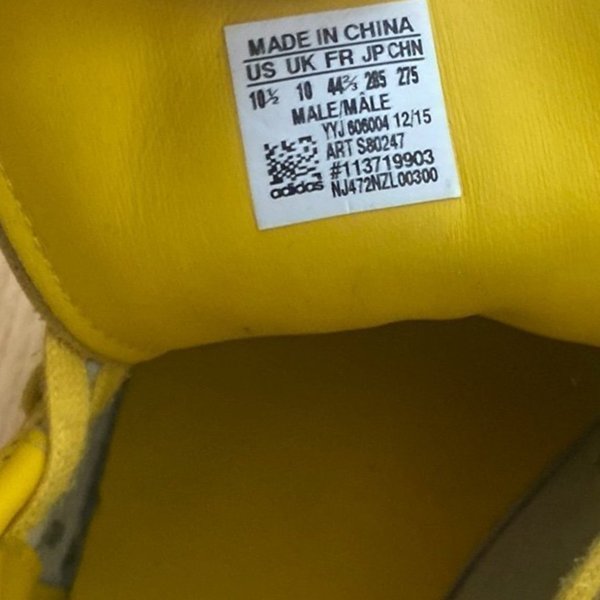 MADE IN CHINA
US UK FR JP CHN
10½ 10 44⅔ 285 275
MALE/MÂLE
YYJ 606004 12/15
ART S80247
#113719903
adidas NJ472NZL00300